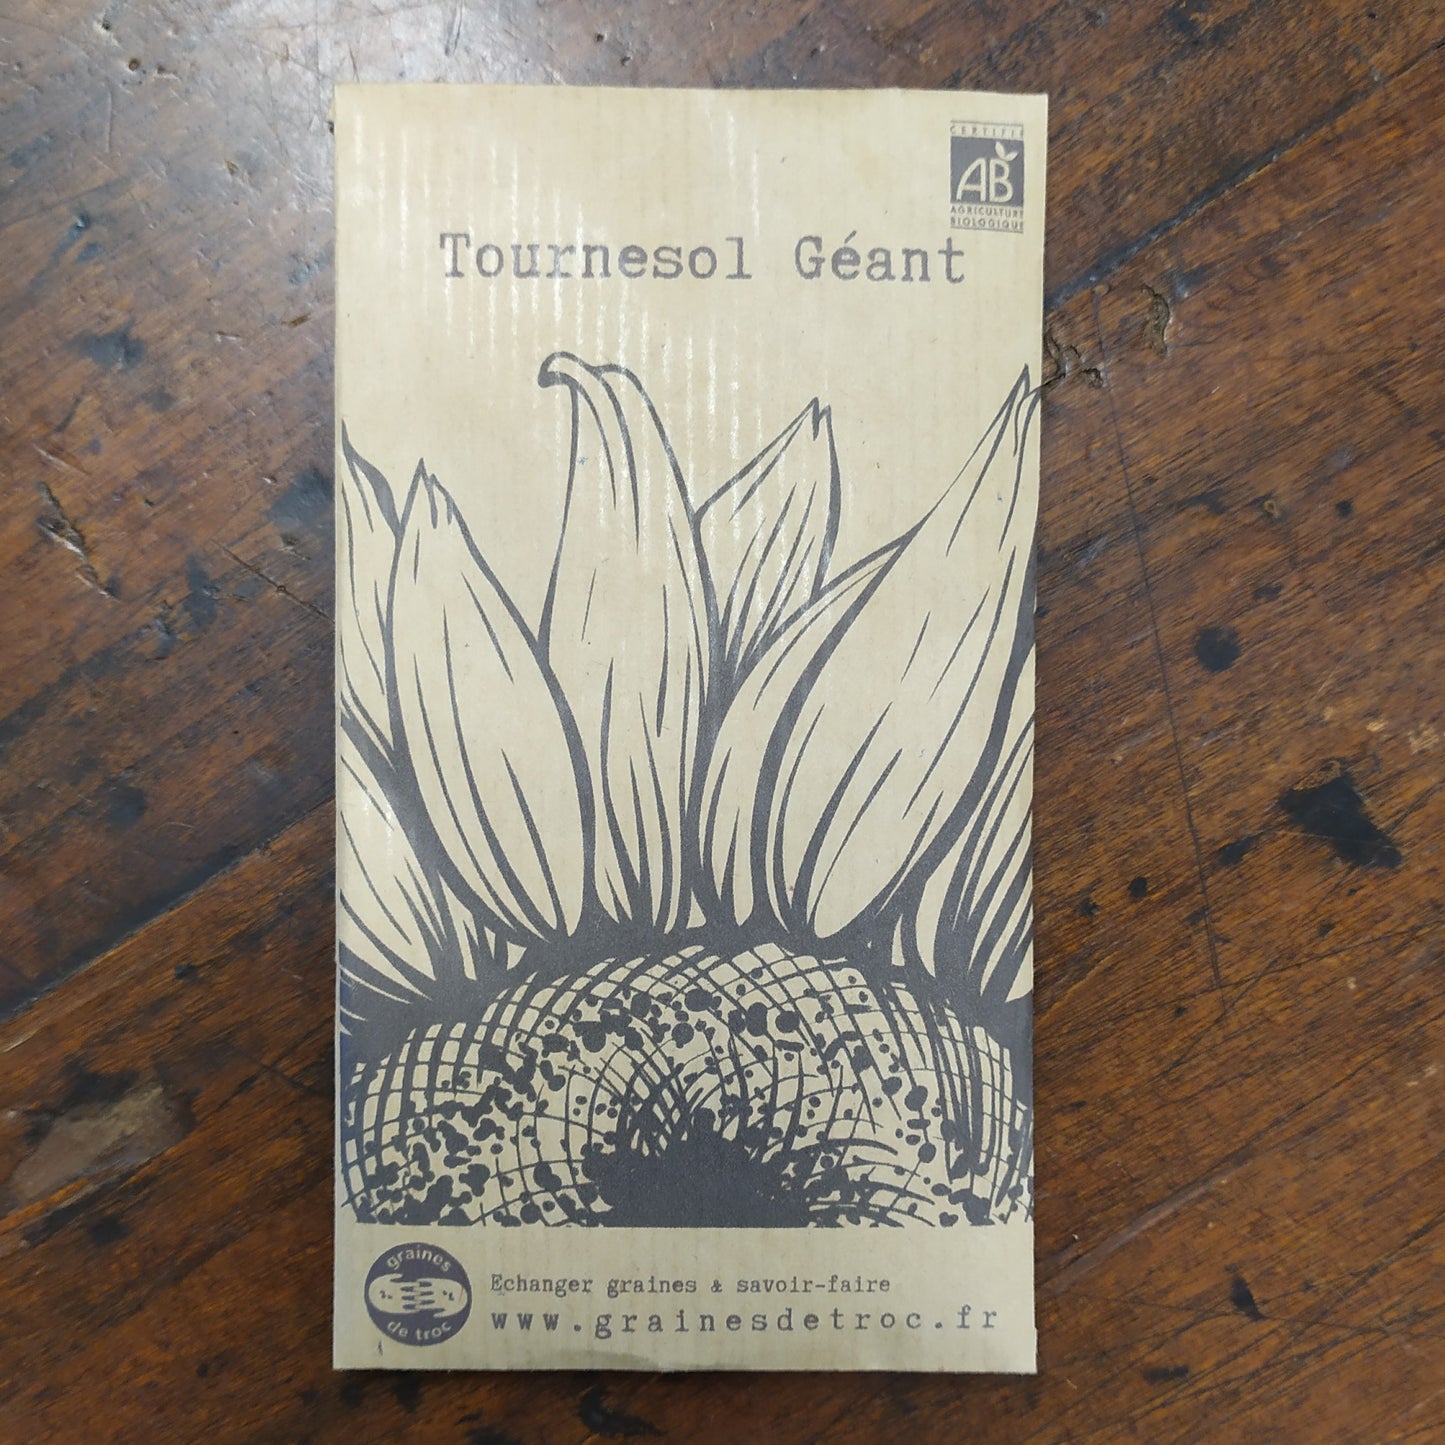 CERTIFIÉ
AB
AGRICULTURE
BIOLOGIQUE
Tournesol Géant
graines
de troc
Echanger graines & savoir-faire
www.grainesdetroc.fr